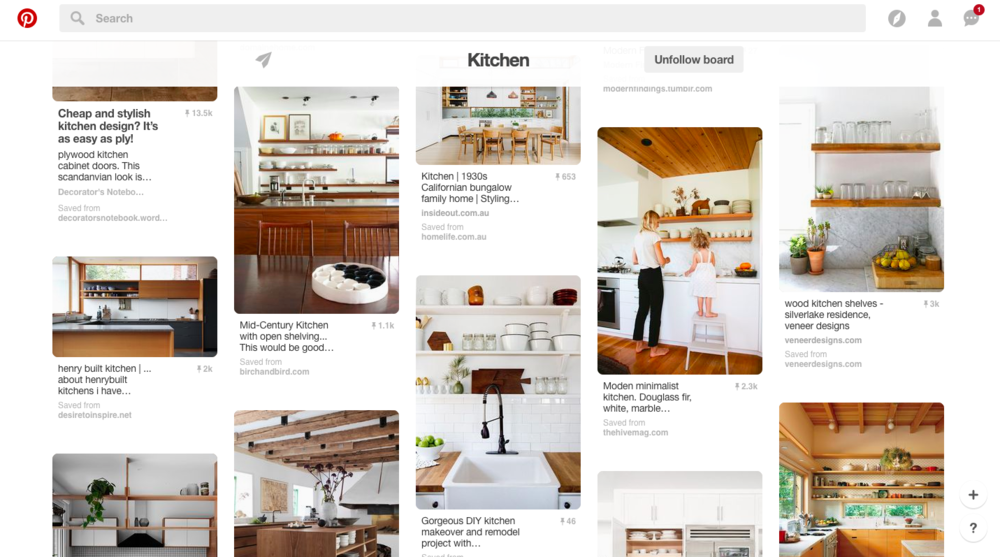 Search
1
Kitchen
Unfollow board
Cheap and stylish
kitchen design? It's
as easy as ply!
13.5k
plywood kitchen
cabinet doors. This
scandanvian look is...
Decorator's Notebo...
Saved from
decoratorsnotebook.word...
henry built kitchen | ...
about henrybuilt
kitchens i have...
2k
Saved from
desiretoinspire.net
Mid-Century Kitchen
with open shelving...
This would be good...
1.1k
Saved from
birchandbird.com
Kitchen | 1930s
Californian bungalow
family home | Styling...
653
insideout.com.au
Saved from
homelife.com.au
Gorgeous DIY kitchen
makeover and remodel
project with...
46
Saved from
modernfindings.tumblr.com
Moden minimalist
kitchen. Douglass fir,
white, marble...
2.3k
Saved from
thehivemag.com
wood kitchen shelves -
silverlake residence,
veneer designs
3k
veneerdesigns.com
Saved from
veneerdesigns.com
+
?